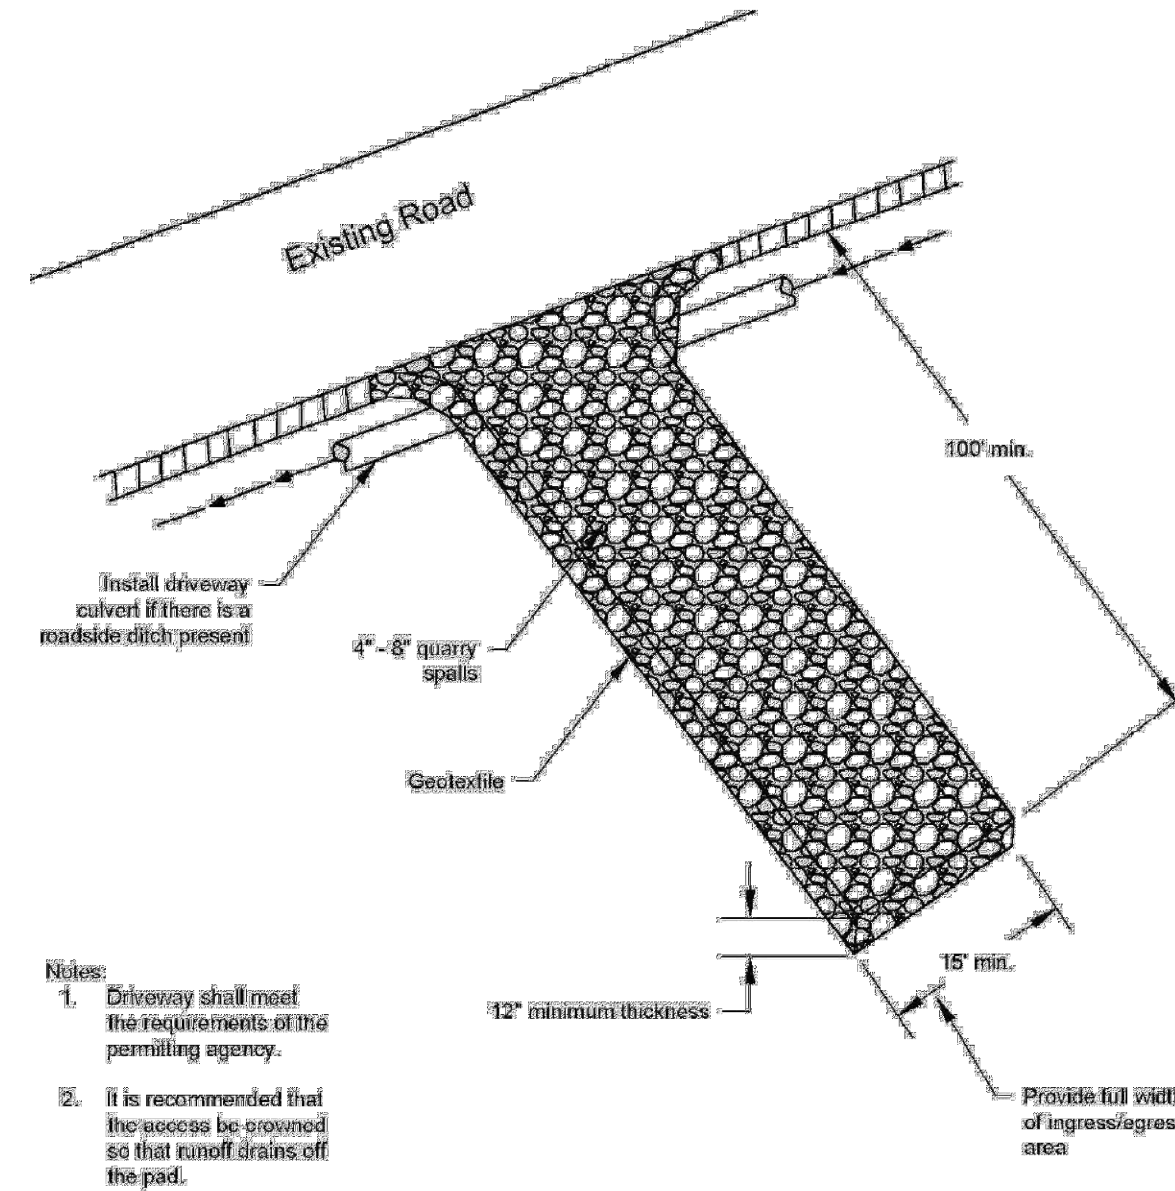 Existing Road
100' min.
Install driveway
culvert if there is a
roadside ditch present
4" - 8" quarry
spalls
Geotextile
15' min.
12" minimum thickness
Provide full widt
of ingress/egres
area
Notes:
1. Driveway shall meet
the requirements of the
permitting agency.
2. It is recommended that
the access be crowned
so that runoff drains off
the pad.